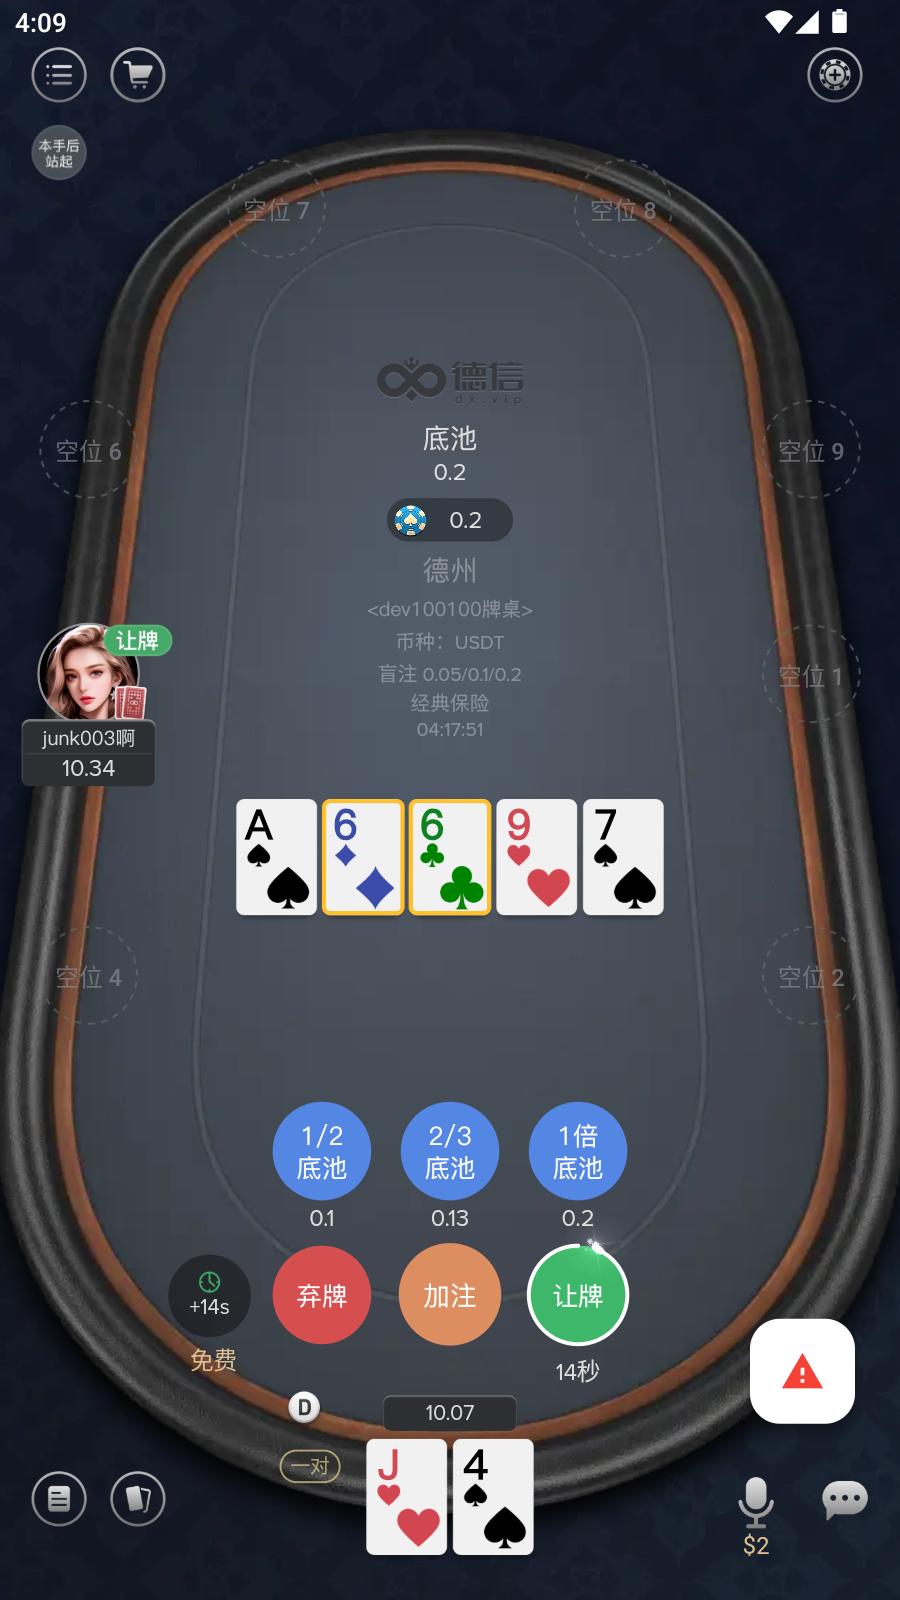 4:09
本手后
站起
空位 7
空位 8
德信
dx.vip
底池
0.2
空位 6
空位 9
0.2
德州
<dev100100牌桌>
币种：USDT
盲注 0.05/0.1/0.2
经典保险
04:17:51
让牌
空位 1
junk003啊
10.34
A
6
6
9
7
空位 4
空位 2
1/2
底池
2/3
底池
1倍
底池
0.1
0.13
0.2
+14s
弃牌
加注
让牌
免费
14秒
D
10.07
一对
J
4
$2